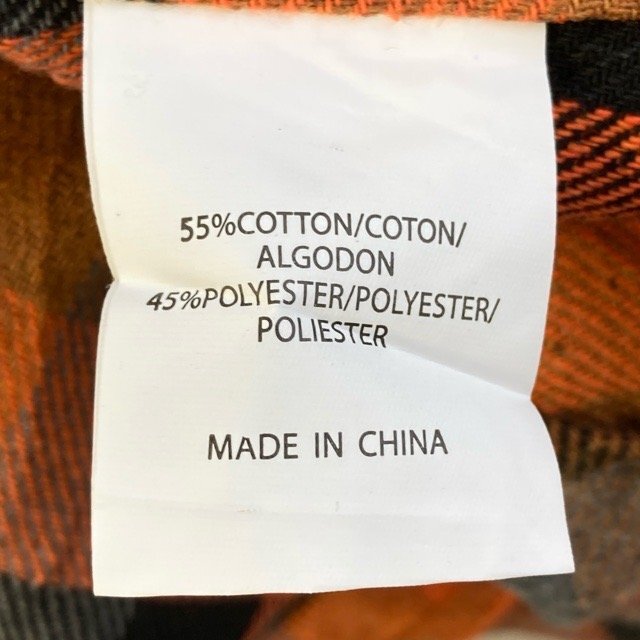 55%COTTON/COTON/
ALGODON
45%POLYESTER/POLYESTER/
POLIESTER
MADE IN CHINA